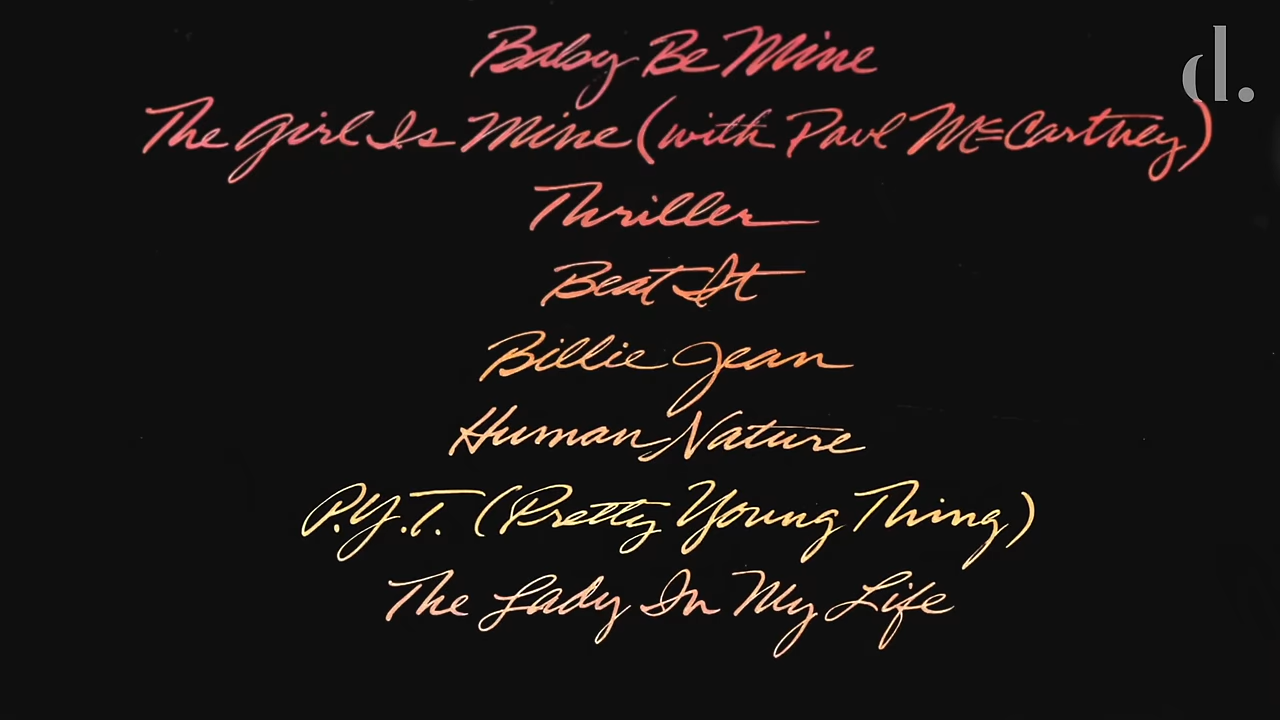 Baby Be Mine
d.
The Girl Is Mine (with Paul McCartney)
Thriller
Beat It
Billie Jean
Human Nature
P.Y.T. (Pretty Young Thing)
The Lady In My Life